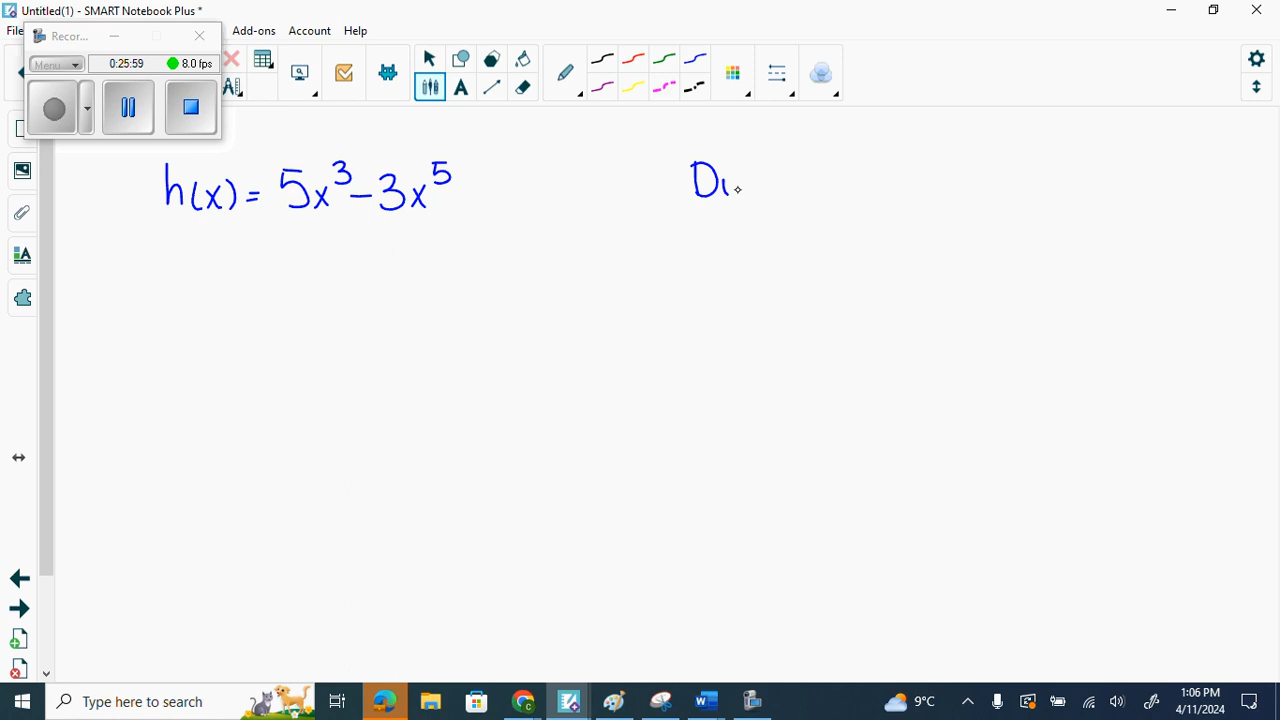 Untitled(1) - SMART Notebook Plus *
Recor...
Add-ons Account Help
Menu 0:25:59 8.0 fps
h(x) = 5x³ - 3x⁵
Type here to search
9°C
1:06 PM
4/11/2024